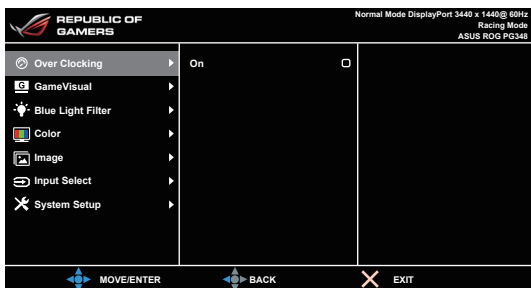 REPUBLIC OF
GAMERS
Normal Mode DisplayPort 3440 x 1440@ 60Hz
Racing Mode
ASUS ROG PG348
Over Clocking
On
G GameVisual
Blue Light Filter
Color
Image
Input Select
System Setup
MOVE/ENTER
BACK
EXIT